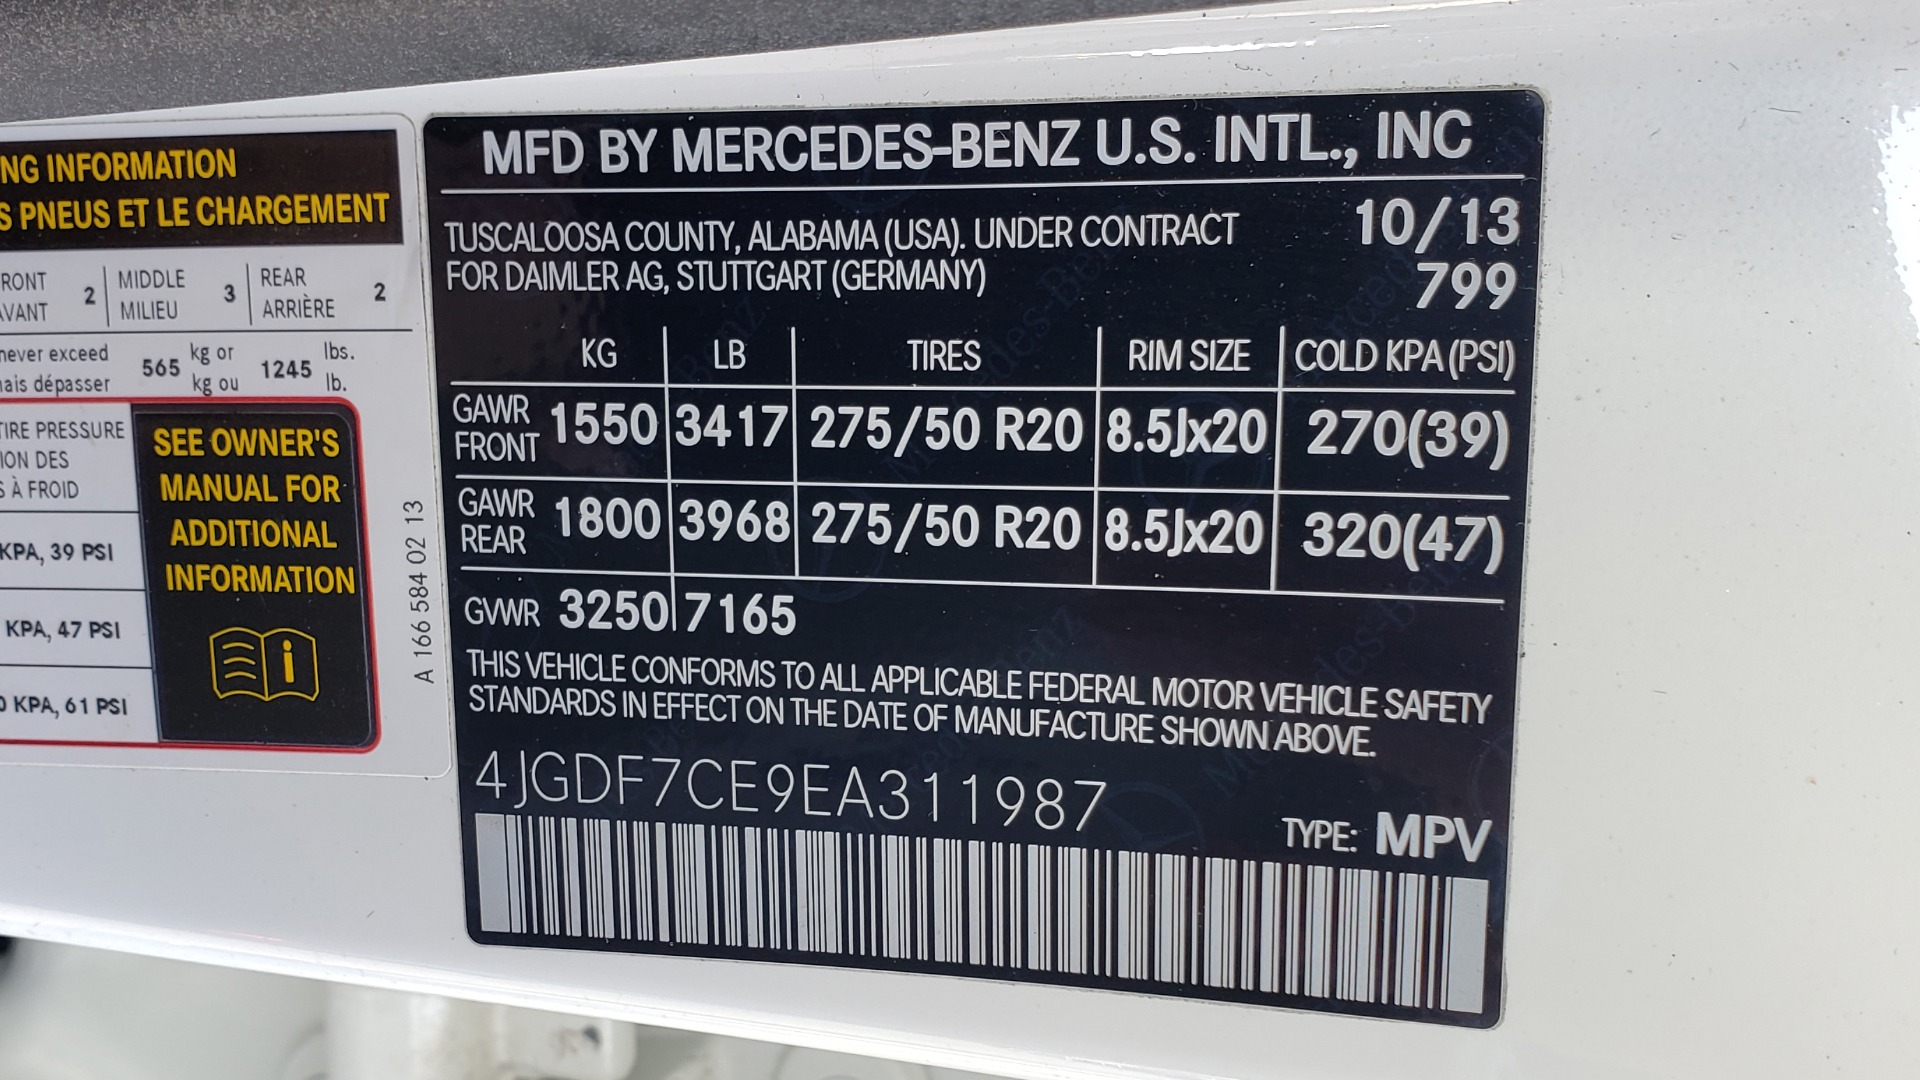 NG INFORMATION
S PNEUS ET LE CHARGEMENT
RONT
AVANT
2
MIDDLE
MILIEU
3
REAR
ARRIÈRE
2
never exceed
mais dépasser
565
kg or
kg ou
1245
lbs.
lb.
TIRE PRESSURE
ION DES
S À FROID
KPA, 39 PSI
KPA, 47 PSI
0 KPA, 61 PSI
SEE OWNER'S
MANUAL FOR
ADDITIONAL
INFORMATION
A 166 584 02 13
MFD BY MERCEDES-BENZ U.S. INTL., INC
TUSCALOOSA COUNTY, ALABAMA (USA). UNDER CONTRACT
FOR DAIMLER AG, STUTTGART (GERMANY)
10/13
799
KG LB TIRES RIM SIZE COLD KPA (PSI)
GAWR FRONT 1550 3417 275/50 R20 8.5Jx20 270(39)
GAWR REAR 1800 3968 275/50 R20 8.5Jx20 320(47)
GVWR 3250 7165
THIS VEHICLE CONFORMS TO ALL APPLICABLE FEDERAL MOTOR VEHICLE SAFETY
STANDARDS IN EFFECT ON THE DATE OF MANUFACTURE SHOWN ABOVE.
4JGDF7CE9EA311987
TYPE: MPV